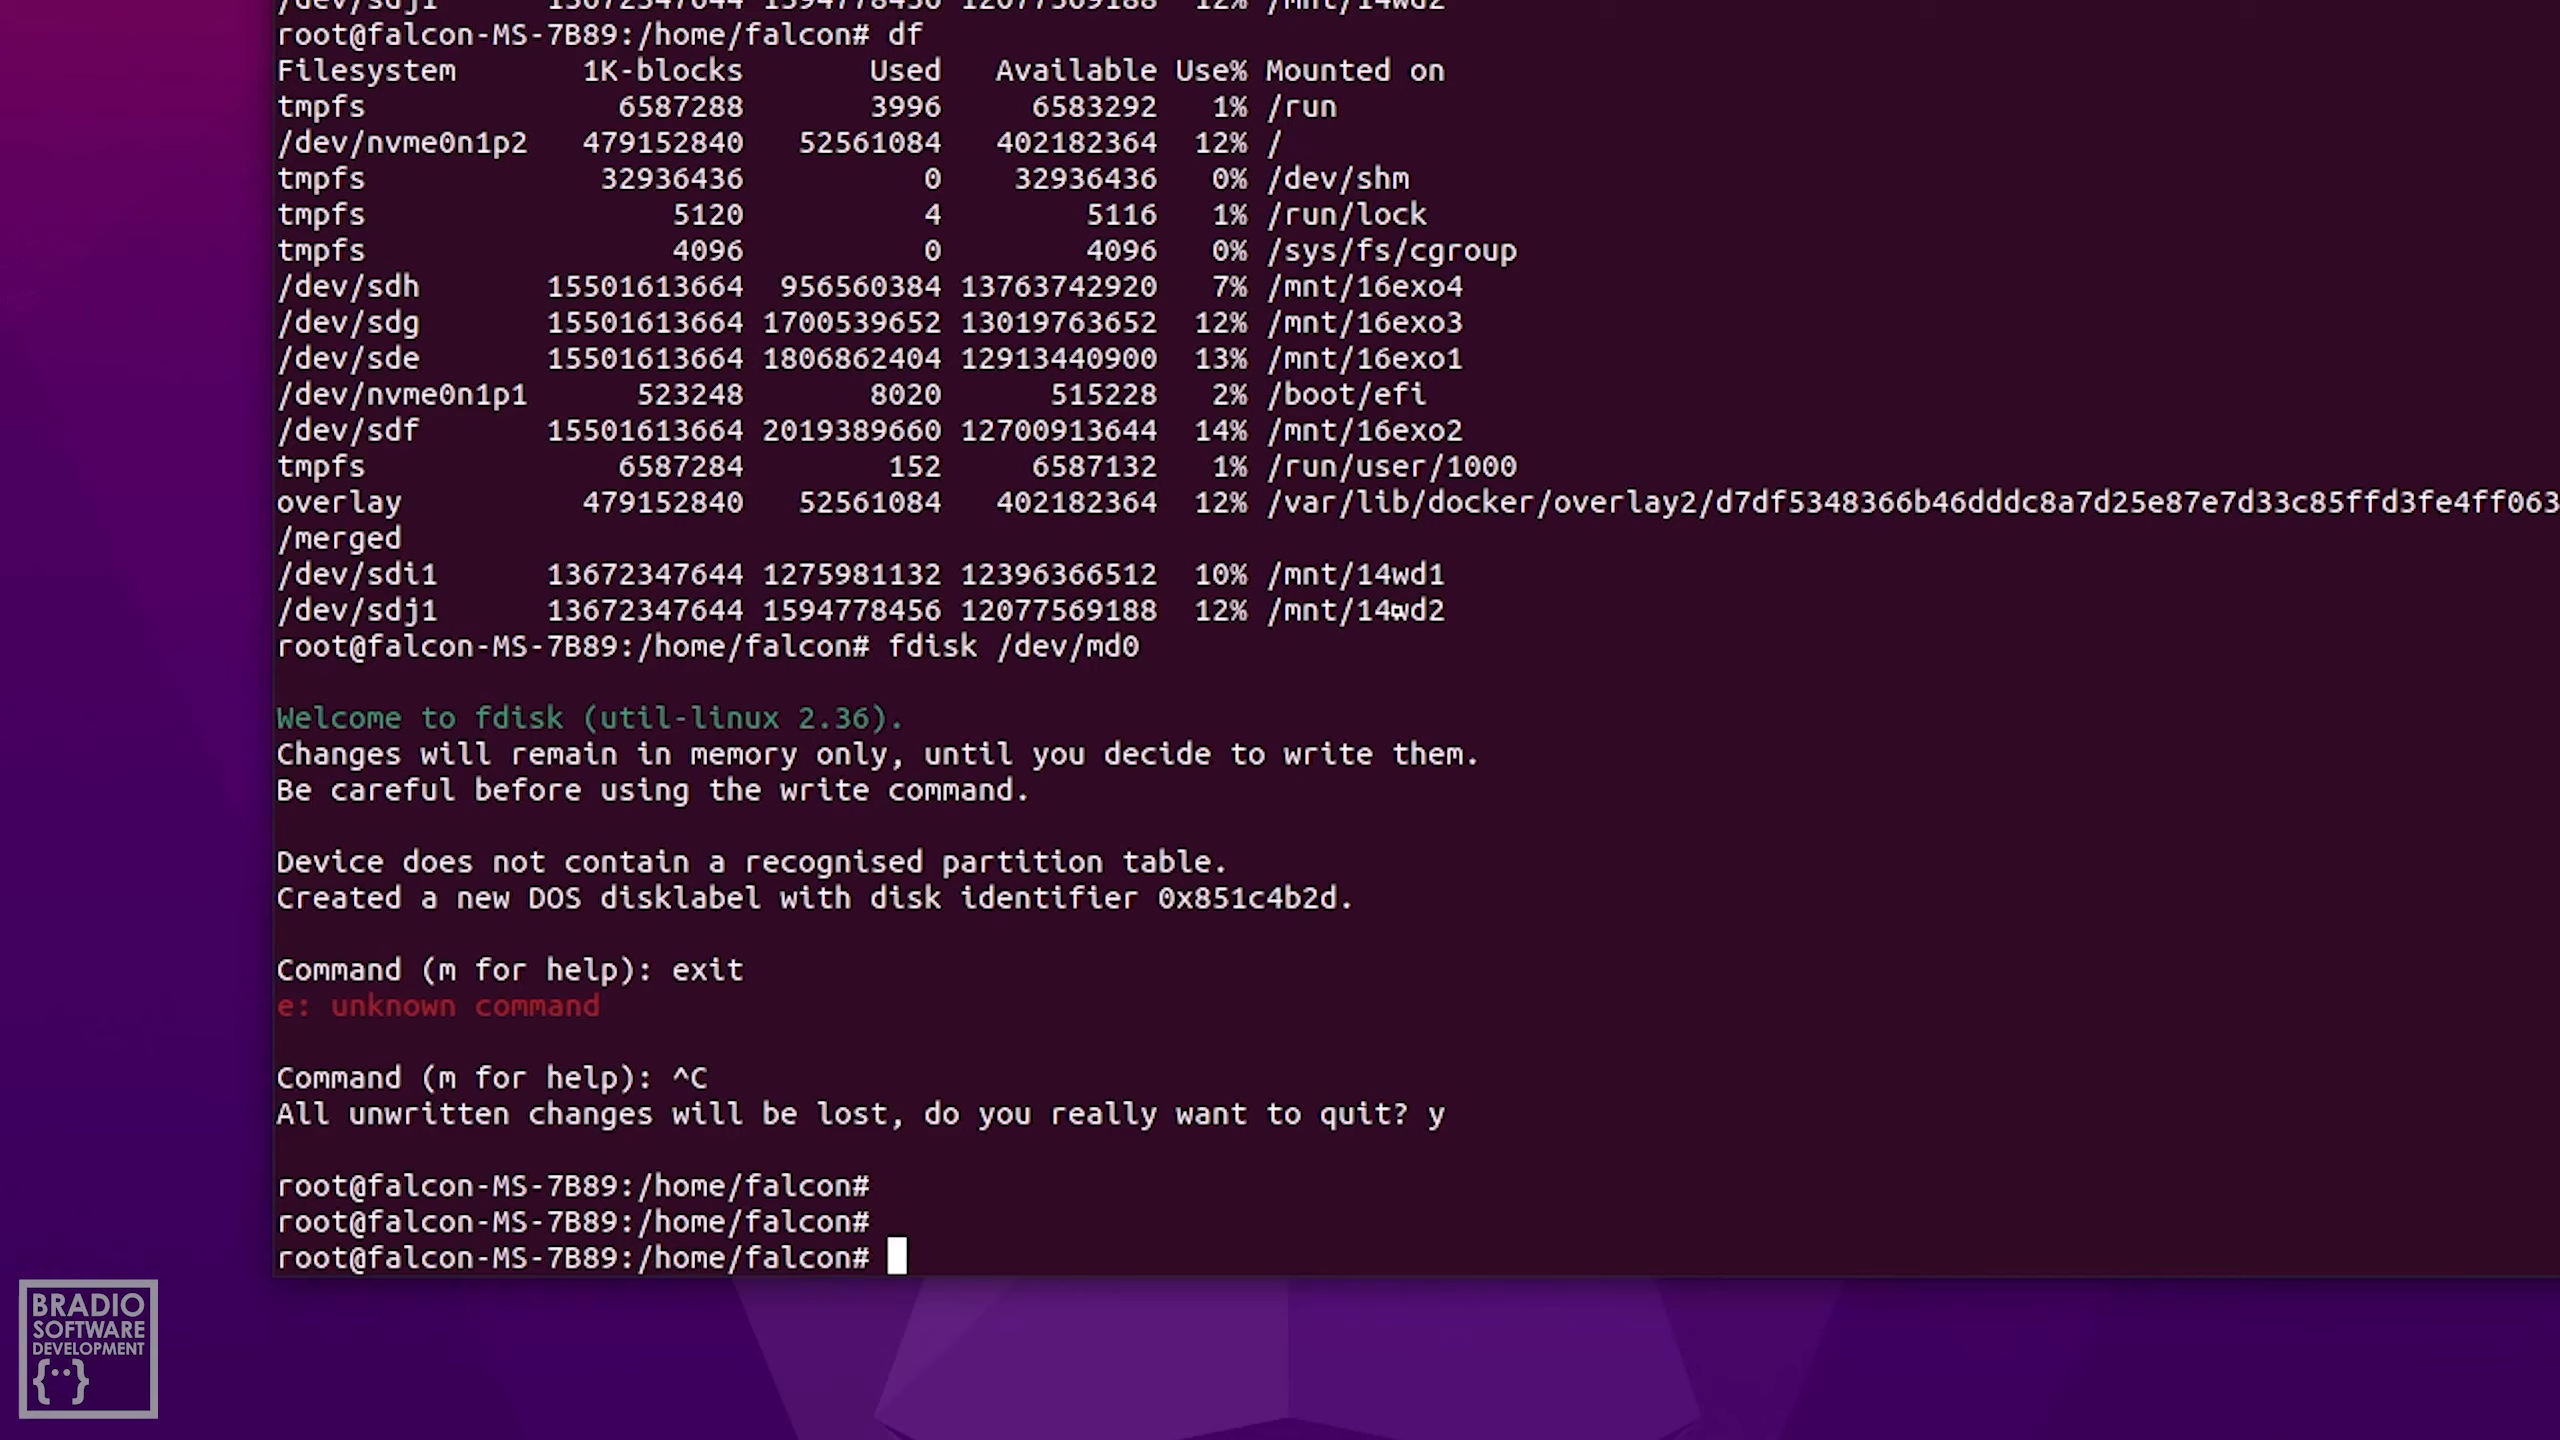 /dev/sdj1 13672347644 1594778456 12077569188 12% /mnt/14wd2
root@falcon-MS-7B89:/home/falcon# df
Filesystem 1K-blocks Used Available Use% Mounted on
tmpfs 6587288 3996 6583292 1% /run
/dev/nvme0n1p2 479152840 52561084 402182364 12% /
tmpfs 32936436 0 32936436 0% /dev/shm
tmpfs 5120 4 5116 1% /run/lock
tmpfs 4096 0 4096 0% /sys/fs/cgroup
/dev/sdh 15501613664 956560384 13763742920 7% /mnt/16exo4
/dev/sdg 15501613664 1700539652 13019763652 12% /mnt/16exo3
/dev/sde 15501613664 1806862404 12913440900 13% /mnt/16exo1
/dev/nvme0n1p1 523248 8020 515228 2% /boot/efi
/dev/sdf 15501613664 2019389660 12700913644 14% /mnt/16exo2
tmpfs 6587284 152 6587132 1% /run/user/1000
overlay 479152840 52561084 402182364 12% /var/lib/docker/overlay2/d7df5348366b46dddc8a7d25e87e7d33c85ffd3fe4ff063
/merged
/dev/sdi1 13672347644 1275981132 12396366512 10% /mnt/14wd1
/dev/sdj1 13672347644 1594778456 12077569188 12% /mnt/14wd2
root@falcon-MS-7B89:/home/falcon# fdisk /dev/md0
Welcome to fdisk (util-linux 2.36).
Changes will remain in memory only, until you decide to write them.
Be careful before using the write command.
Device does not contain a recognised partition table.
Created a new DOS disklabel with disk identifier 0x851c4b2d.
Command (m for help): exit
e: unknown command
Command (m for help): ^C
All unwritten changes will be lost, do you really want to quit? y
root@falcon-MS-7B89:/home/falcon#
root@falcon-MS-7B89:/home/falcon#
root@falcon-MS-7B89:/home/falcon#
BRADIO
SOFTWARE
DEVELOPMENT
{··}